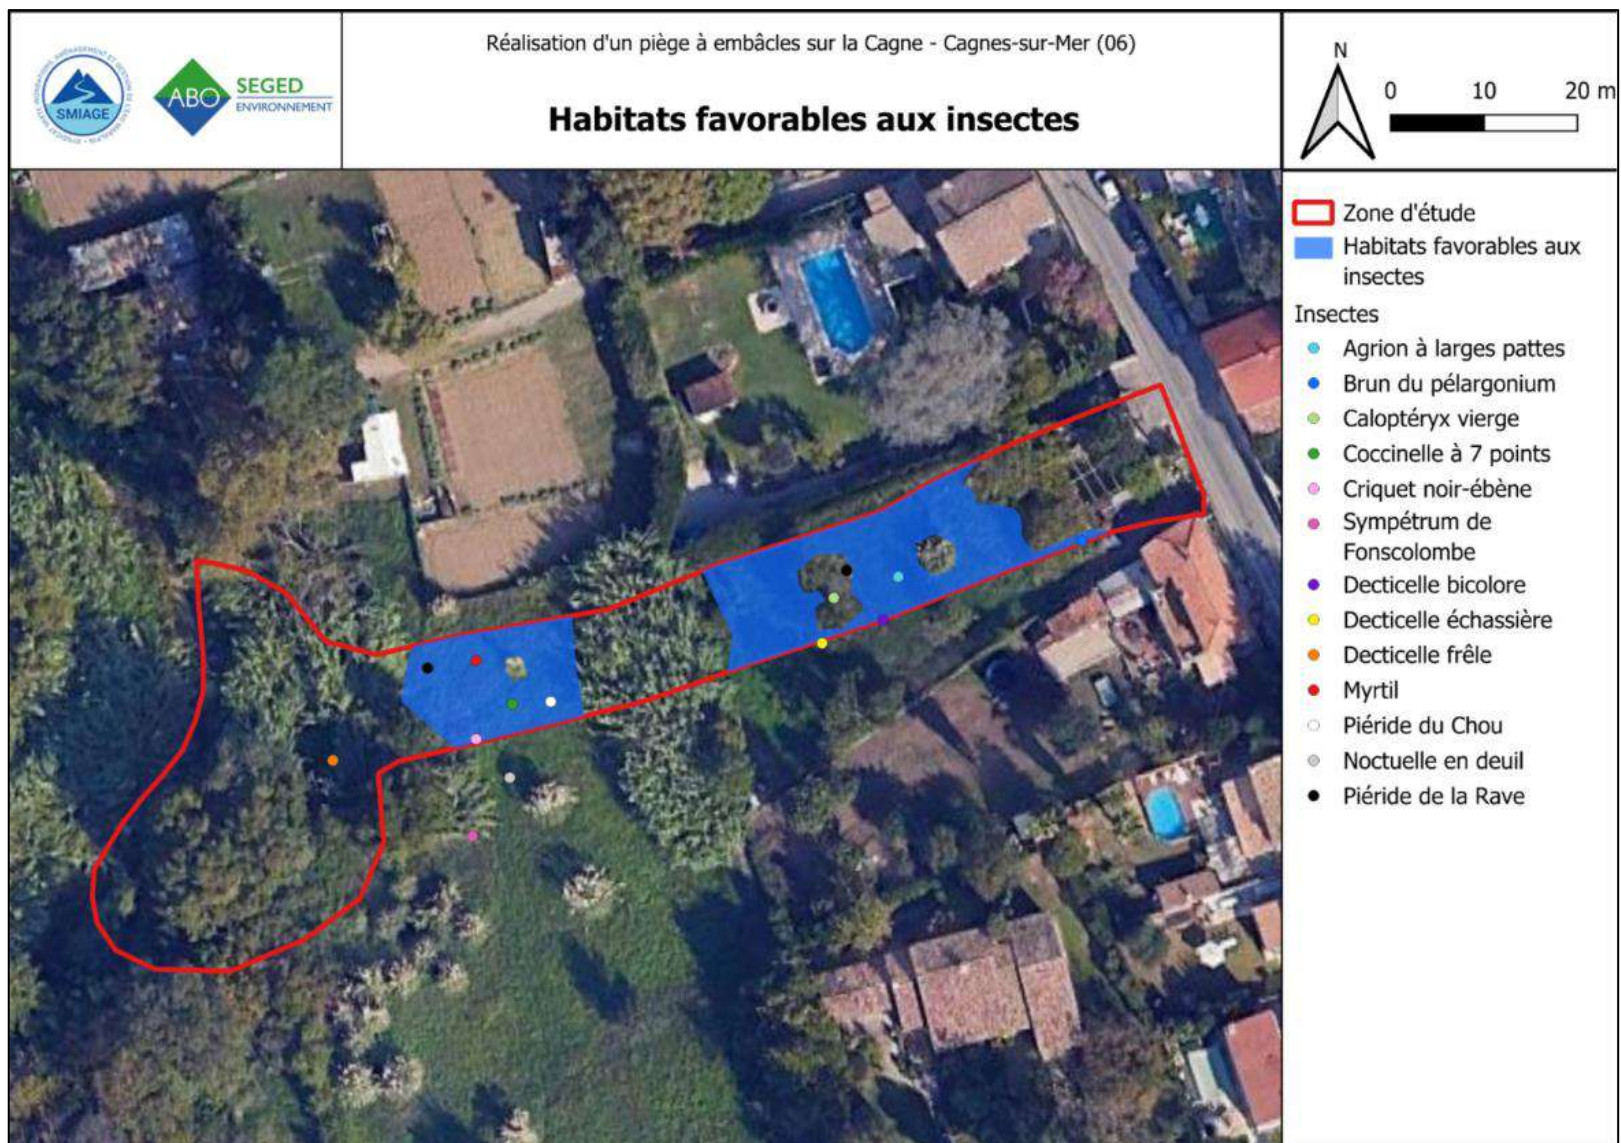 SMIAGE
ABO
SEGED
ENVIRONNEMENT
Réalisation d'un piège à embâcles sur la Cagne - Cagnes-sur-Mer (06)
Habitats favorables aux insectes
N
0 10 20 m
Zone d'étude
Habitats favorables aux
insectes
Insectes
Agrion à larges pattes
Brun du pélargonium
Caloptéryx vierge
Coccinelle à 7 points
Criquet noir-ébène
Sympétrum de
Fonscolombe
Decticelle bicolore
Decticelle échassière
Decticelle frêle
Myrtil
Piéride du Chou
Noctuelle en deuil
Piéride de la Rave